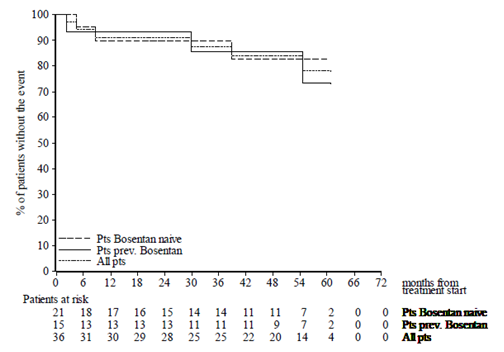 100
90
80
70
60
50
40
30
20
10
0
% of patients without the event
Pts Bosentan naive
Pts prev. Bosentan
All pts
0 6 12 18 24 30 36 42 48 54 60 66 72
months from
treatment start
Patients at risk
21 18 17 16 15 14 14 11 11 7 2 0 0 Pts Bosentan naive
15 13 13 13 13 11 11 11 9 7 2 0 0 Pts prev. Bosentan
36 31 30 29 28 25 25 22 20 14 4 0 0 All pts